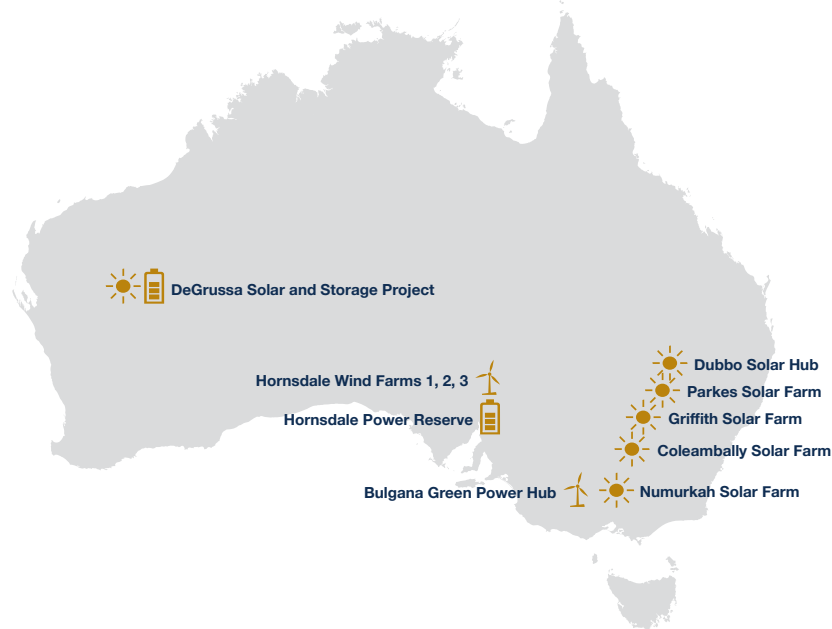 DeGrussa Solar and Storage Project
Dubbo Solar Hub
Hornsdale Wind Farms 1, 2, 3
Parkes Solar Farm
Hornsdale Power Reserve
Griffith Solar Farm
Coleambally Solar Farm
Bulgana Green Power Hub
Numurkah Solar Farm